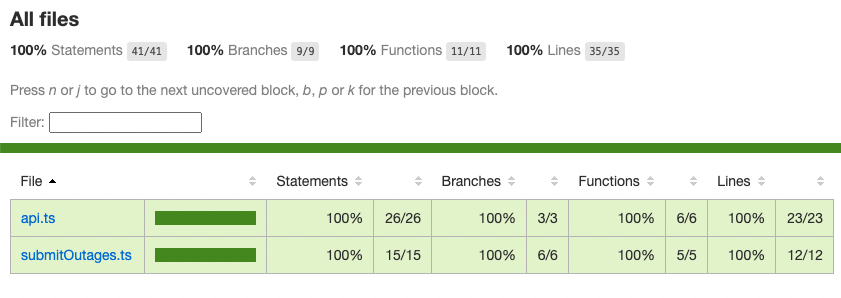 All files
100% Statements 41/41 100% Branches 9/9 100% Functions 11/11 100% Lines 35/35
Press n or j to go to the next uncovered block, b, p or k for the previous block.
Filter:
File Statements Branches Functions Lines
api.ts 100% 26/26 100% 3/3 100% 6/6 100% 23/23
submitOutages.ts 100% 15/15 100% 6/6 100% 5/5 100% 12/12